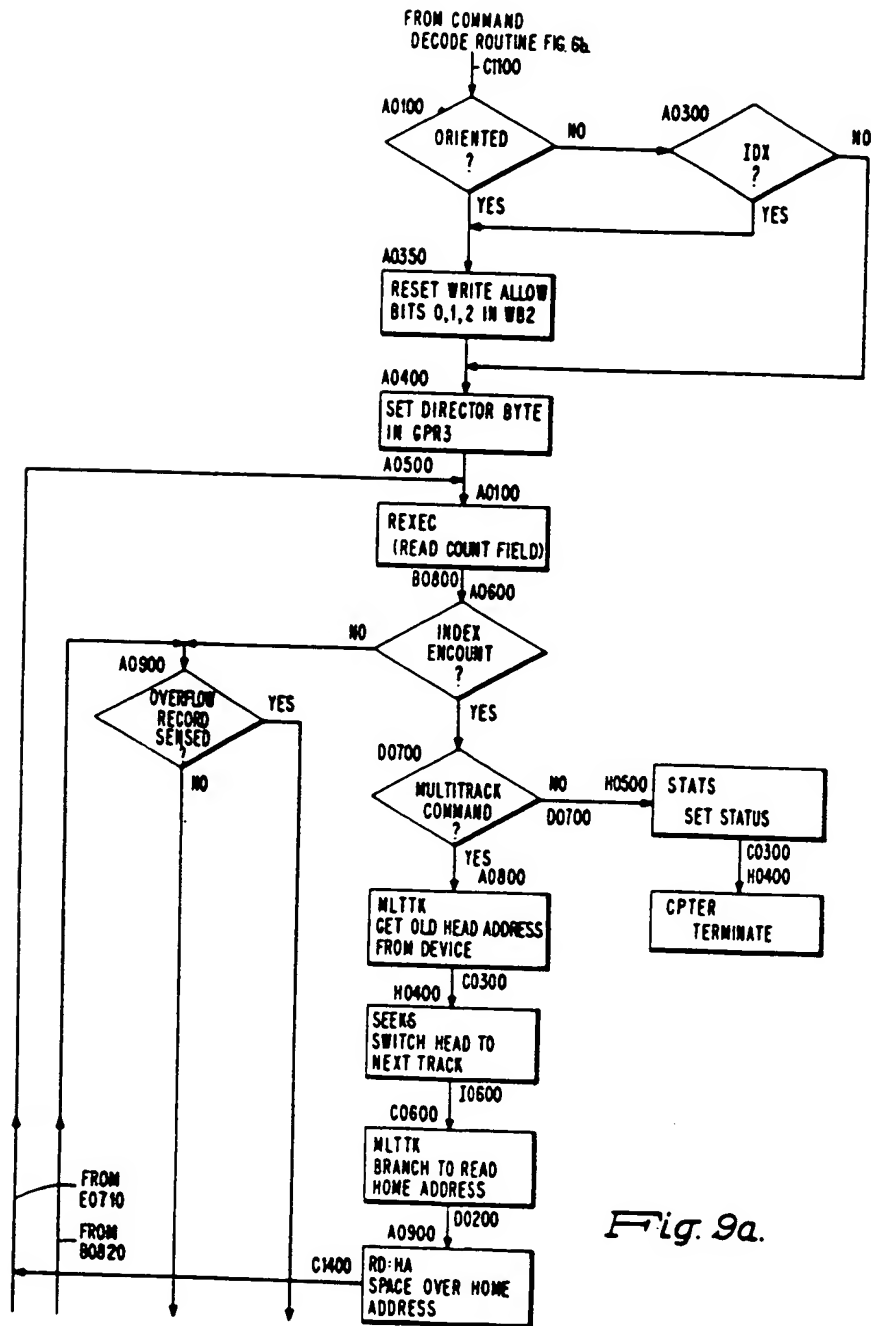 FROM COMMAND
DECODE ROUTINE FIG. 6b.
C1100
A0100
ORIENTED
?
NO
YES
A0300
IDX
?
NO
YES
A0350
RESET WRITE ALLOW
BITS 0,1,2 IN WB2
A0400
SET DIRECTOR BYTE
IN GPR3
A0500
A0100
REXEC
(READ COUNT FIELD)
B0800
A0600
INDEX
ENCOUNT
?
NO
YES
A0900
OVERFLOW
RECORD
SENSED
?
YES
NO
D0700
MULTITRACK
COMMAND
?
NO
D0700
YES
H0500
STATS
SET STATUS
C0300
H0400
CPTER
TERMINATE
A0800
MLTTK
GET OLD HEAD ADDRESS
FROM DEVICE
C0300
H0400
SEEKS
SWITCH HEAD TO
NEXT TRACK
I0600
C0600
MLTTK
BRANCH TO READ
HOME ADDRESS
D0200
A0900
C1400
RD:HA
SPACE OVER HOME
ADDRESS
FROM
E0710
FROM
B0820
Fig. 9a.